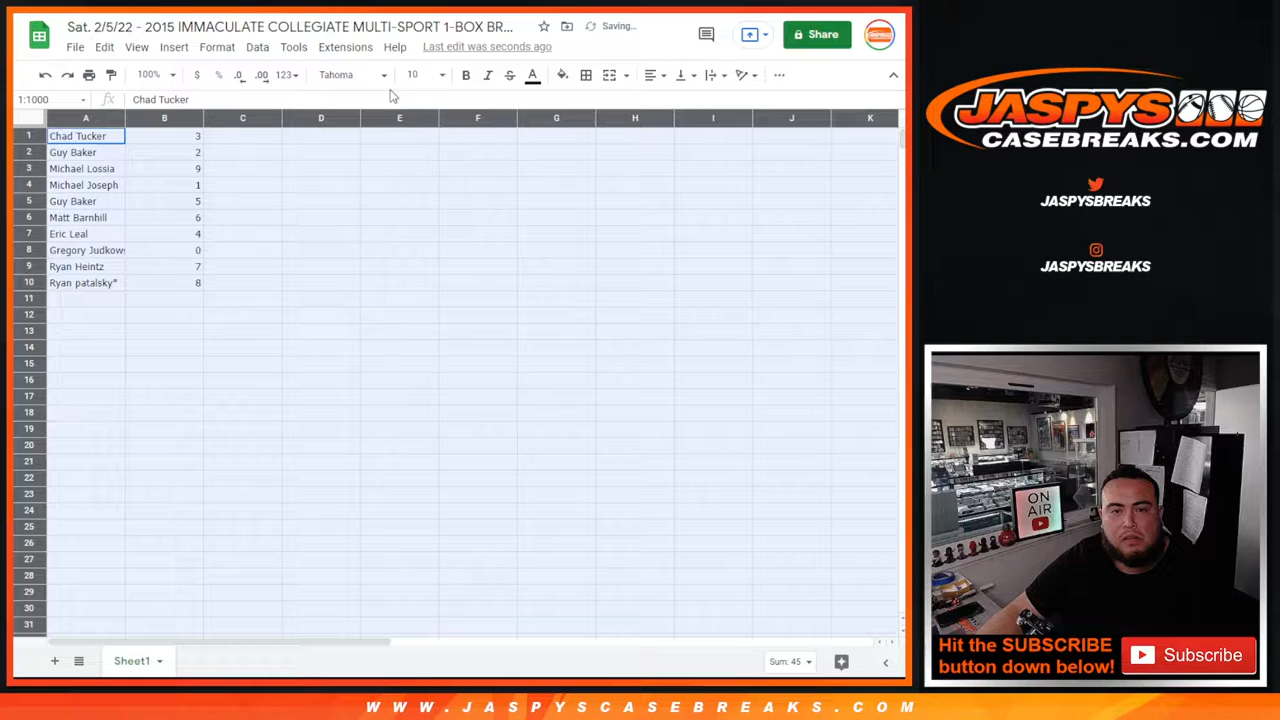 Sat. 2/5/22 - 2015 IMMACULATE COLLEGIATE MULTI-SPORT 1-BOX BR... Saving...
File Edit View Insert Format Data Tools Extensions Help Last edit was seconds ago
Share
100% $ % .0 .00 123 Tahoma 10 B I S A
1:1000 fx Chad Tucker
A B C D E F G H I J K
1 Chad Tucker 3
2 Guy Baker 2
3 Michael Lossia 9
4 Michael Joseph 1
5 Guy Baker 5
6 Matt Barnhill 6
7 Eric Leal 4
8 Gregory Judkows 0
9 Ryan Heintz 7
10 Ryan patalsky* 8
11
12
13
14
15
16
17
18
19
20
21
22
23
24
25
26
27
28
29
30
31
Sheet1 Sum: 45
JASPYS
CASEBREAKS.COM
JASPYSBREAKS
JASPYSBREAKS
ON
AIR
Hit the SUBSCRIBE
button down below!
Subscribe
WWW.JASPYSCASEBREAKS.COM